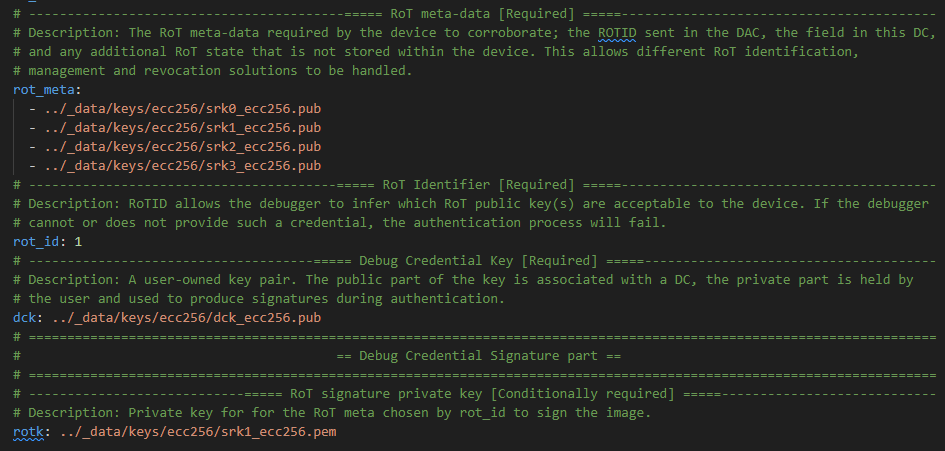 # -----------------------------------------===== RoT meta-data [Required] =====-----------------------------------------
# Description: The RoT meta-data required by the device to corroborate; the ROTID sent in the DAC, the field in this DC,
# and any additional RoT state that is not stored within the device. This allows different RoT identification,
# management and revocation solutions to be handled.
rot_meta:
- ../_data/keys/ecc256/srk0_ecc256.pub
- ../_data/keys/ecc256/srk1_ecc256.pub
- ../_data/keys/ecc256/srk2_ecc256.pub
- ../_data/keys/ecc256/srk3_ecc256.pub
# ----------------------------------------===== RoT Identifier [Required] =====-----------------------------------------
# Description: RoTID allows the debugger to infer which RoT public key(s) are acceptable to the device. If the debugger
# cannot or does not provide such a credential, the authentication process will fail.
rot_id: 1
# -------------------------------------===== Debug Credential Key [Required] =====--------------------------------------
# Description: A user-owned key pair. The public part of the key is associated with a DC, the private part is held by
# the user and used to produce signatures during authentication.
dck: ../_data/keys/ecc256/dck_ecc256.pub
# ======================================================================================================================
# == Debug Credential Signature part ==
# ======================================================================================================================
# ----------------------------===== RoT signature private key [Conditionally required] =====----------------------------
# Description: Private key for for the RoT meta chosen by rot_id to sign the image.
rotk: ../_data/keys/ecc256/srk1_ecc256.pem